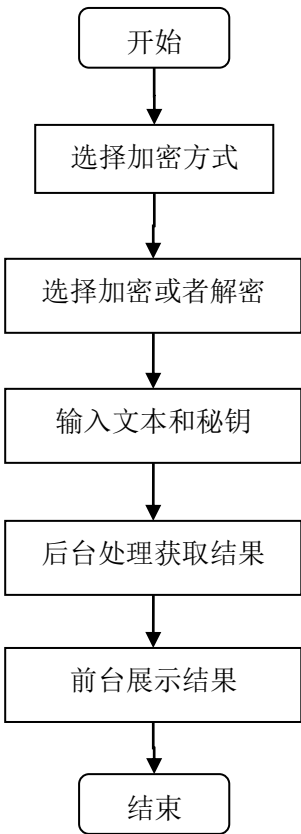 开始
选择加密方式
选择加密或者解密
输入文本和秘钥
后台处理获取结果
前台展示结果
结束